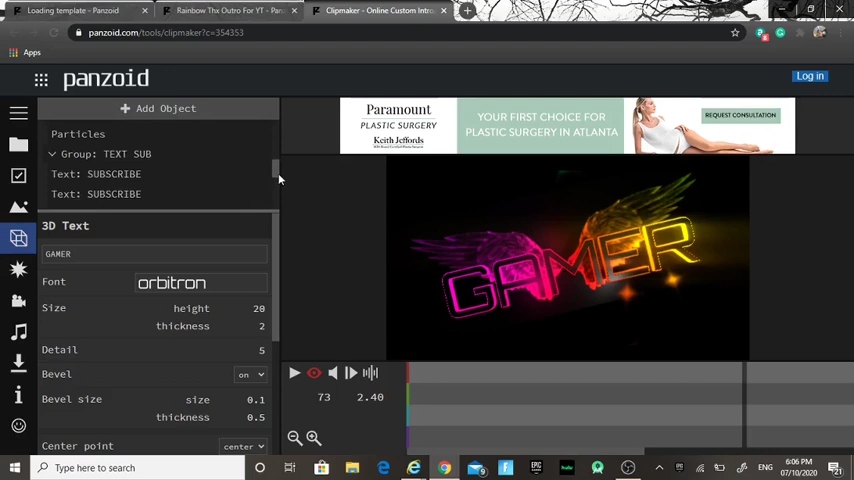 Loading template - Panzoid
Rainbow Thx Outro For YT - Pan
Clipmaker - Online Custom Intro
panzoid.com/tools/clipmaker?c=354353
Apps
panzoid
Log in
+ Add Object
Particles
Group: TEXT SUB
Text: SUBSCRIBE
Text: SUBSCRIBE
3D Text
GAMER
Font orbitron
Size height 20
thickness 2
Detail 5
Bevel on
Bevel size size 0.1
thickness 0.5
Center point center
Paramount
PLASTIC SURGERY
Keith Jeffords
YOUR FIRST CHOICE FOR
PLASTIC SURGERY IN ATLANTA
REQUEST CONSULTATION
GAMER
73 2.40
Type here to search
hulu
EPIC
ENG
6:06 PM
07/10/2020
21